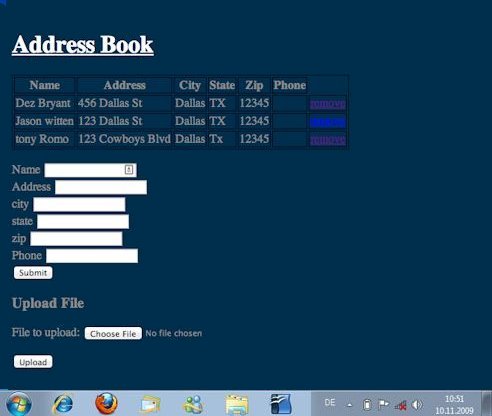 Address Book
Name Address City State Zip Phone
Dez Bryant 456 Dallas St Dallas TX 12345 remove
Jason witten 123 Dallas St Dallas TX 12345
tony Romo 123 Cowboys Blvd Dallas Tx 12345 remove
Name
Address
city
state
zip
Phone
Submit
Upload File
File to upload: Choose File No file chosen
Upload
DE 10:51
10.11.2009